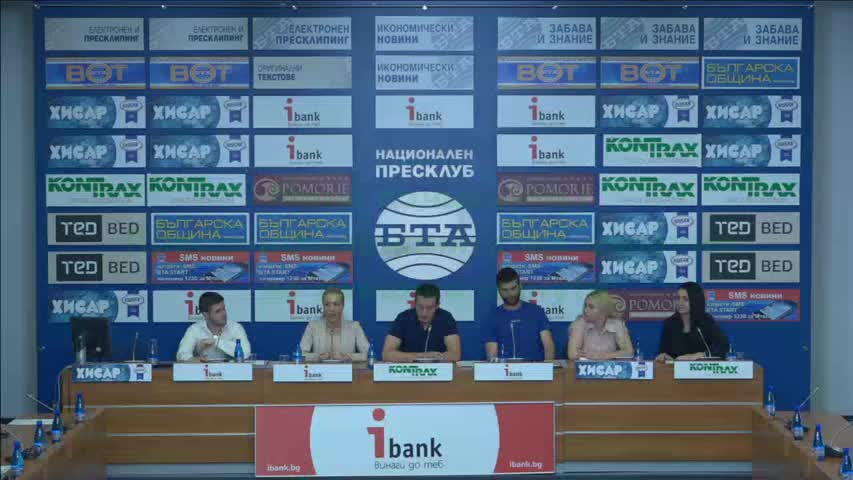 ЕЛЕКТРОНЕН И ПРЕСКЛИПИНГ
ЕЛЕКТРОНЕН И ПРЕСКЛИПИНГ
ЕЛЕКТРОНЕН И ПРЕСКЛИПИНГ
ИКОНОМИЧЕСКИ НОВИНИ
ЗАБАВА И ЗНАНИЕ
ЗАБАВА И ЗНАНИЕ
ЗАБАВА И ЗНАНИЕ
ВОТ
ВОТ
ОРИГИНАЛНИ ТЕКСТОВЕ
ИКОНОМИЧЕСКИ НОВИНИ
ВОТ
ВОТ
БЪЛГАРСКА ОБЩИНА
ХИСАР
ХИСАР
ibank
ibank
ibank
ХИСАР
ХИСАР
ХИСАР
ХИСАР
ibank
НАЦИОНАЛЕН
ПРЕСКЛУБ
ibank
KONTRAX
ХИСАР
KONTRAX
KONTRAX
POMORIE
POMORIE
KONTRAX
KONTRAX
TED BED
БЪЛГАРСКА ОБЩИНА
БЪЛГАРСКА ОБЩИНА
БТА
БЪЛГАРСКА ОБЩИНА
ХИСАР
TED BED
TED BED
SMS НОВИНИ
SMS НОВИНИ
SMS НОВИНИ
ХИСАР
TED BED
ХИСАР
ibank
POMORIE
SMS НОВИНИ
ХИСАР
ibank
ibank
KONTRAX
ibank
ХИСАР
KONTRAX
ibank
Винаги до теб
ibank.bg
ibank.bg